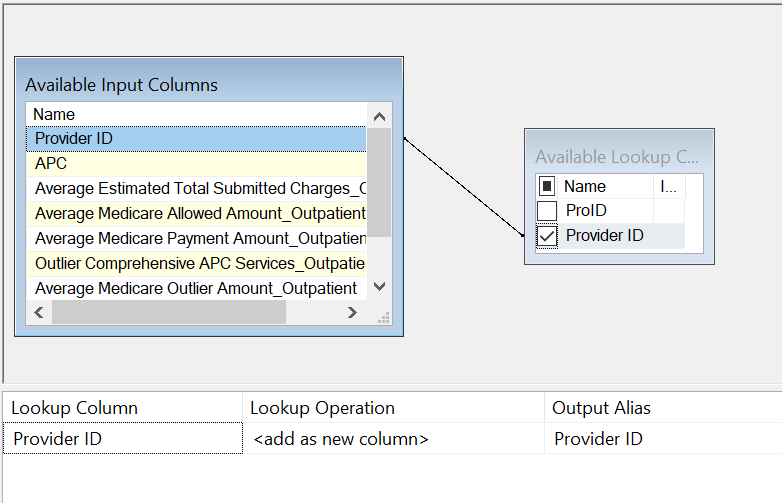 Available Input Columns
Name
Provider ID
APC
Average Estimated Total Submitted Charges_C
Average Medicare Allowed Amount_Outpatient
Average Medicare Payment Amount_Outpatien
Outlier Comprehensive APC Services_Outpatie
Average Medicare Outlier Amount_Outpatient
Available Lookup C...
Name I...
ProID
Provider ID
Lookup Column Lookup Operation Output Alias
Provider ID <add as new column> Provider ID